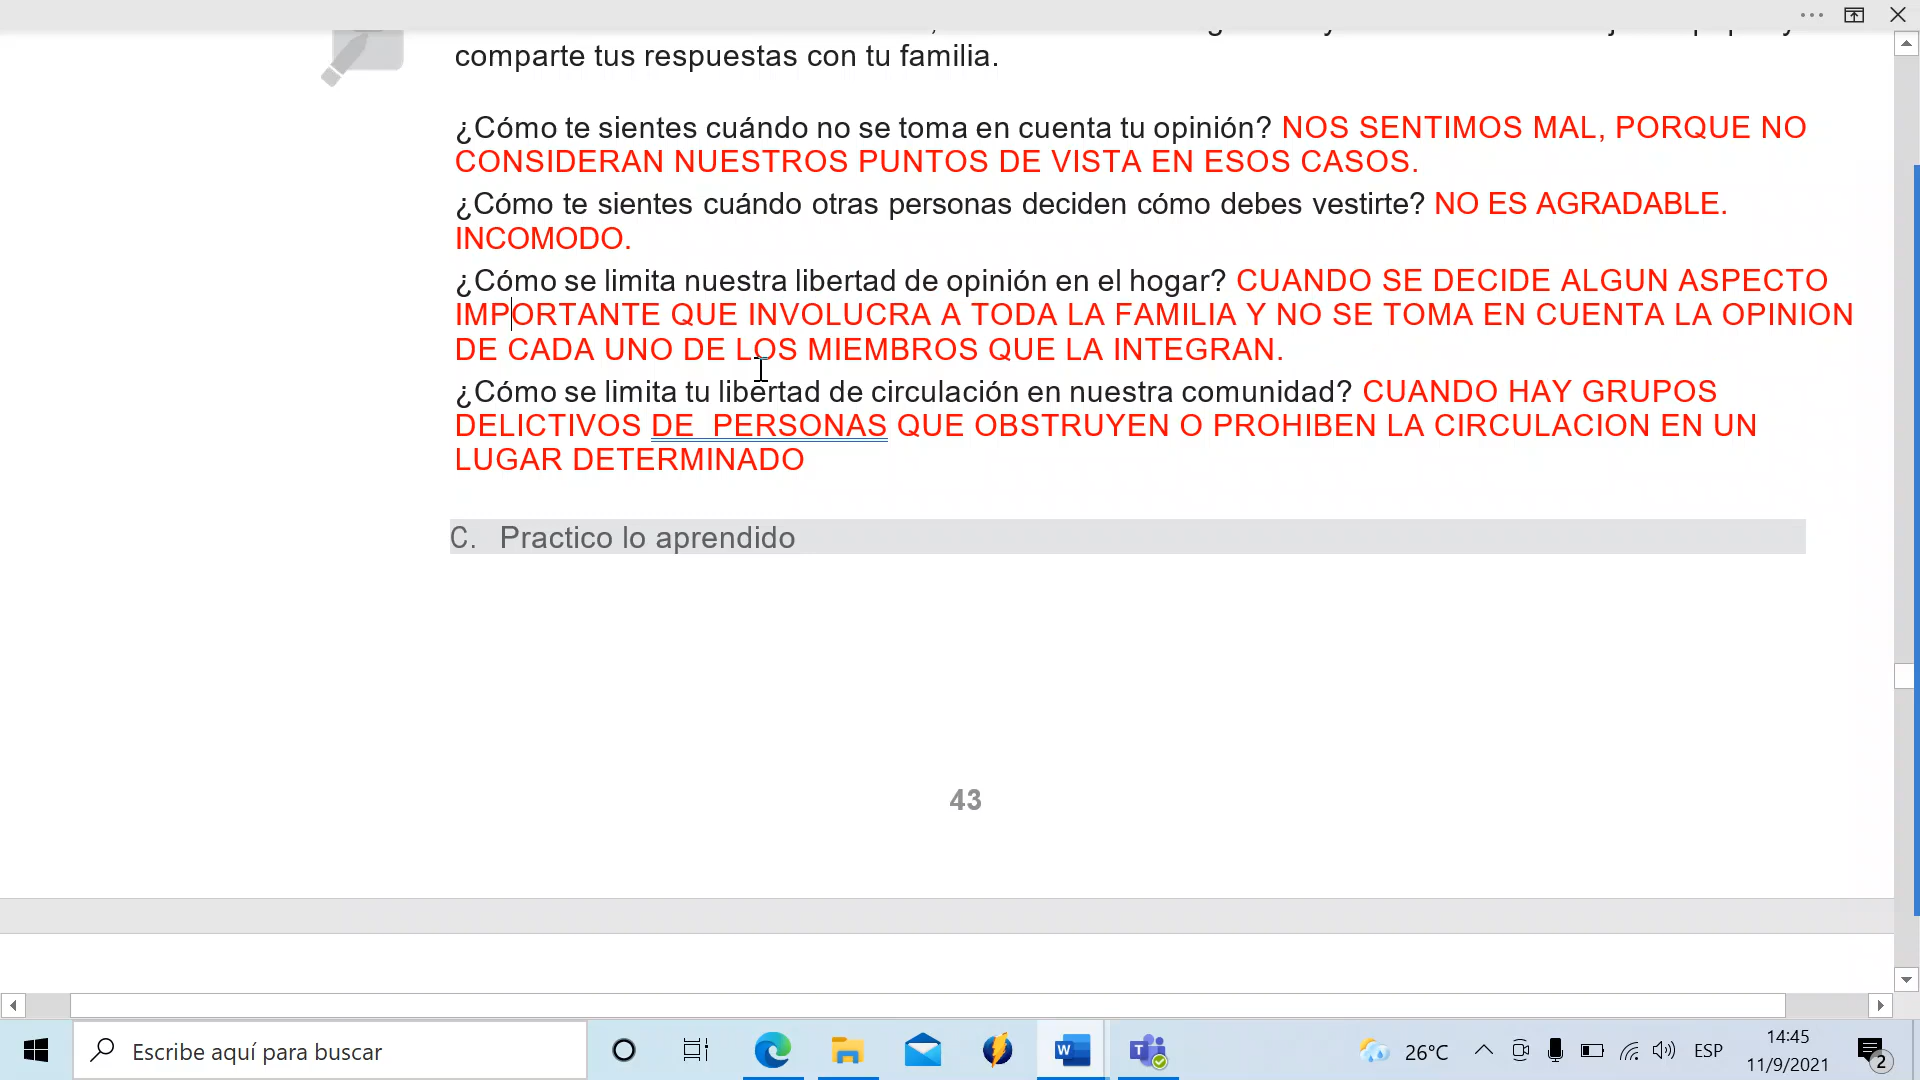 comparte tus respuestas con tu familia.
¿Cómo te sientes cuándo no se toma en cuenta tu opinión? NOS SENTIMOS MAL, PORQUE NO
CONSIDERAN NUESTROS PUNTOS DE VISTA EN ESOS CASOS.
¿Cómo te sientes cuándo otras personas deciden cómo debes vestirte? NO ES AGRADABLE.
INCOMODO.
¿Cómo se limita nuestra libertad de opinión en el hogar? CUANDO SE DECIDE ALGUN ASPECTO
IMPORTANTE QUE INVOLUCRA A TODA LA FAMILIA Y NO SE TOMA EN CUENTA LA OPINION
DE CADA UNO DE LOS MIEMBROS QUE LA INTEGRAN.
¿Cómo se limita tu libertad de circulación en nuestra comunidad? CUANDO HAY GRUPOS
DELICTIVOS DE  PERSONAS QUE OBSTRUYEN O PROHIBEN LA CIRCULACION EN UN
LUGAR DETERMINADO
C. Practico lo aprendido
43
Escribe aquí para buscar
26°C
ESP
14:45
11/9/2021
2